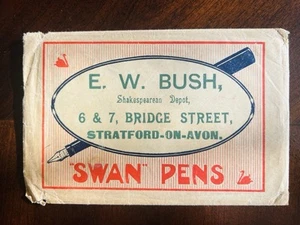 E. W. BUSH,
Shakespearean Depot,
6 & 7, BRIDGE STREET,
STRATFORD-ON-AVON.
"SWAN" PENS